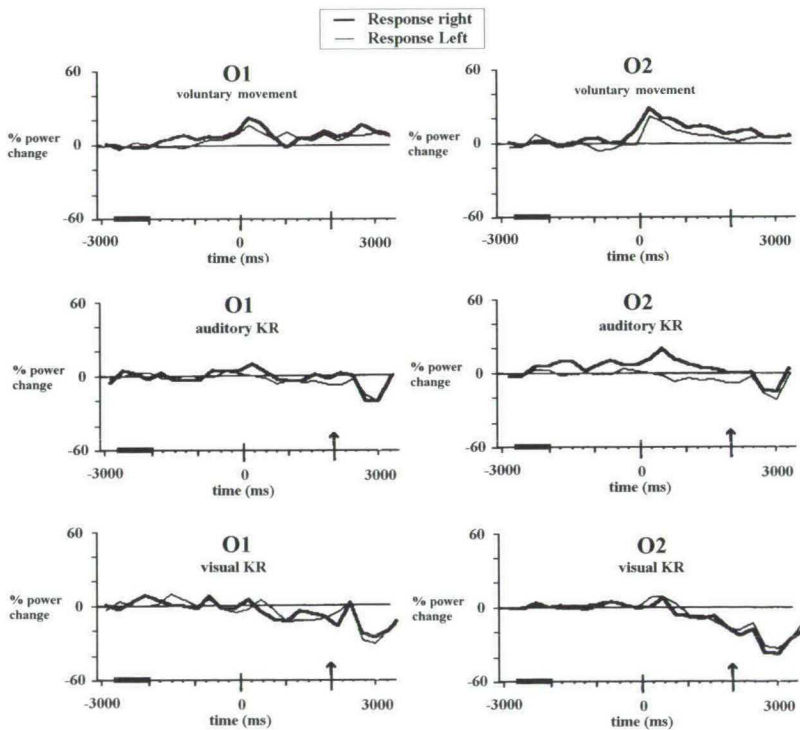 Response right
Response Left
60
O1
voluntary movement
% power
change
0
-60
-3000
0
3000
time (ms)
60
O2
voluntary movement
% power
change
0
-60
-3000
0
3000
time (ms)
60
O1
auditory KR
% power
change
0
-60
-3000
0
3000
time (ms)
60
O2
auditory KR
% power
change
0
-60
-3000
0
3000
time (ms)
60
O1
visual KR
% power
change
0
-60
-3000
0
3000
time (ms)
60
O2
visual KR
% power
change
0
-60
-3000
0
3000
time (ms)